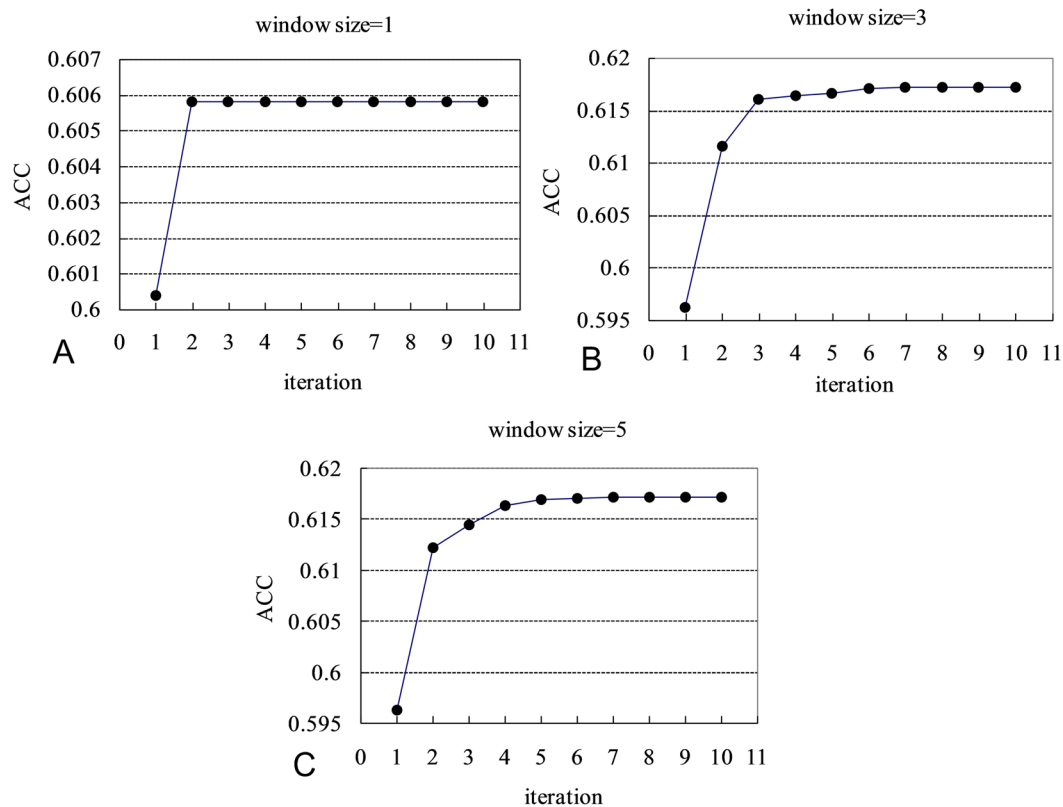 window size=1
0.607
0.606
0.605
0.604
0.603
0.602
0.601
0.6
ACC
0 1 2 3 4 5 6 7 8 9 10 11
iteration
A
window size=3
0.62
0.615
0.61
0.605
0.6
0.595
ACC
0 1 2 3 4 5 6 7 8 9 10 11
iteration
B
window size=5
0.62
0.615
0.61
0.605
0.6
0.595
ACC
0 1 2 3 4 5 6 7 8 9 10 11
iteration
C